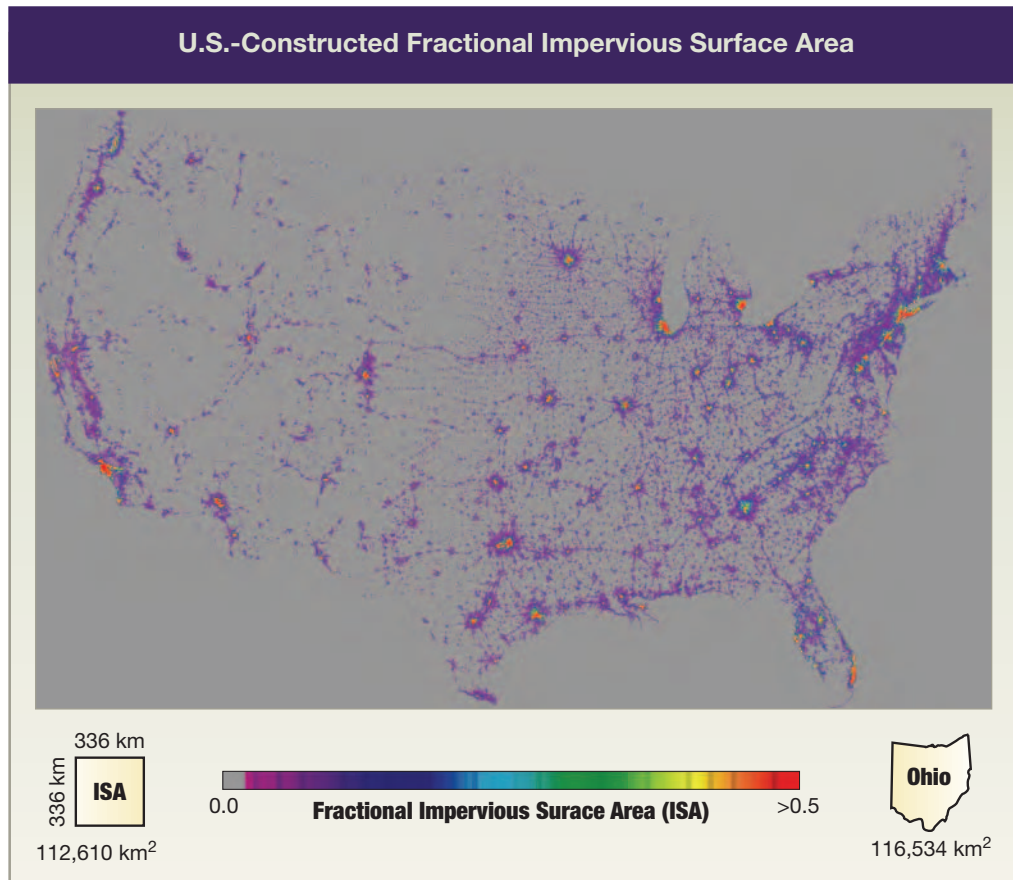 U.S.-Constructed Fractional Impervious Surface Area
336 km
336 km
ISA
112,610 km²
0.0
Fractional Impervious Surace Area (ISA)
>0.5
Ohio
116,534 km²